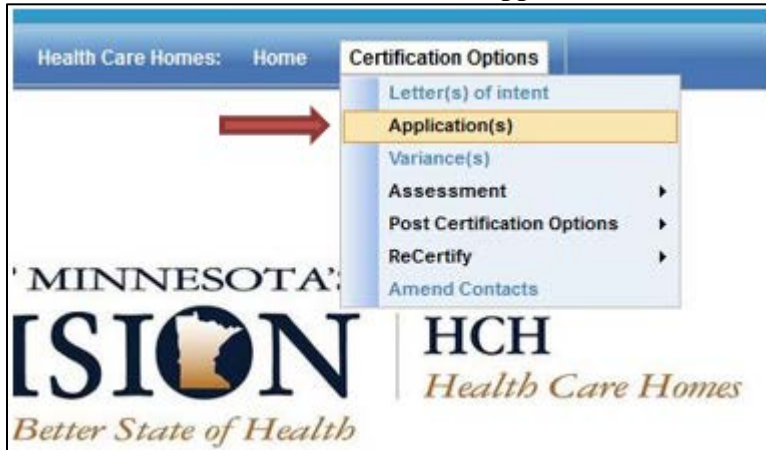 Health Care Homes: Home Certification Options
Letter(s) of intent
Application(s)
Variance(s)
Assessment
Post Certification Options
ReCertify
Amend Contacts
MINNESOTA'
ISION
HCH
Health Care Homes
Better State of Health